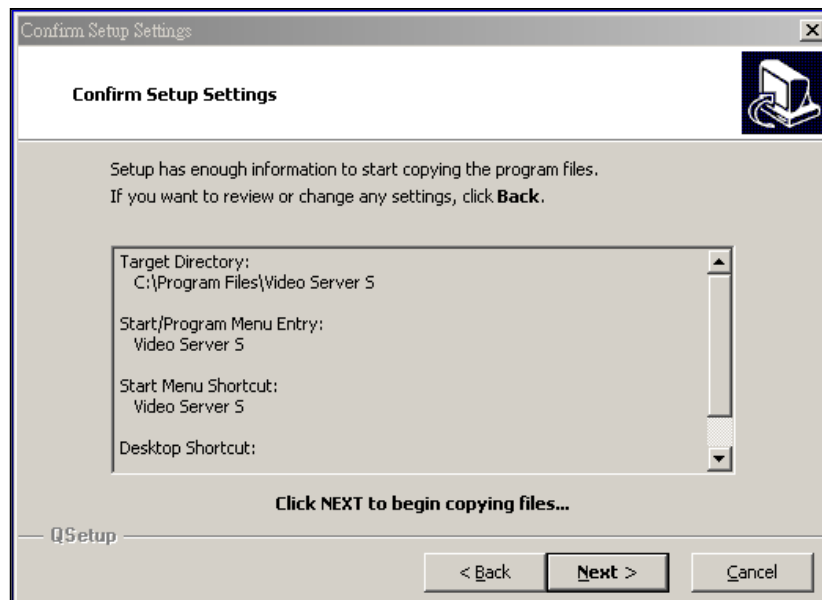 Confirm Setup Settings
Confirm Setup Settings
Setup has enough information to start copying the program files.
If you want to review or change any settings, click Back.
Target Directory:
C:\Program Files\Video Server S
Start/Program Menu Entry:
Video Server S
Start Menu Shortcut:
Video Server S
Desktop Shortcut:
Click NEXT to begin copying files...
QSetup
< Back
Next >
Cancel